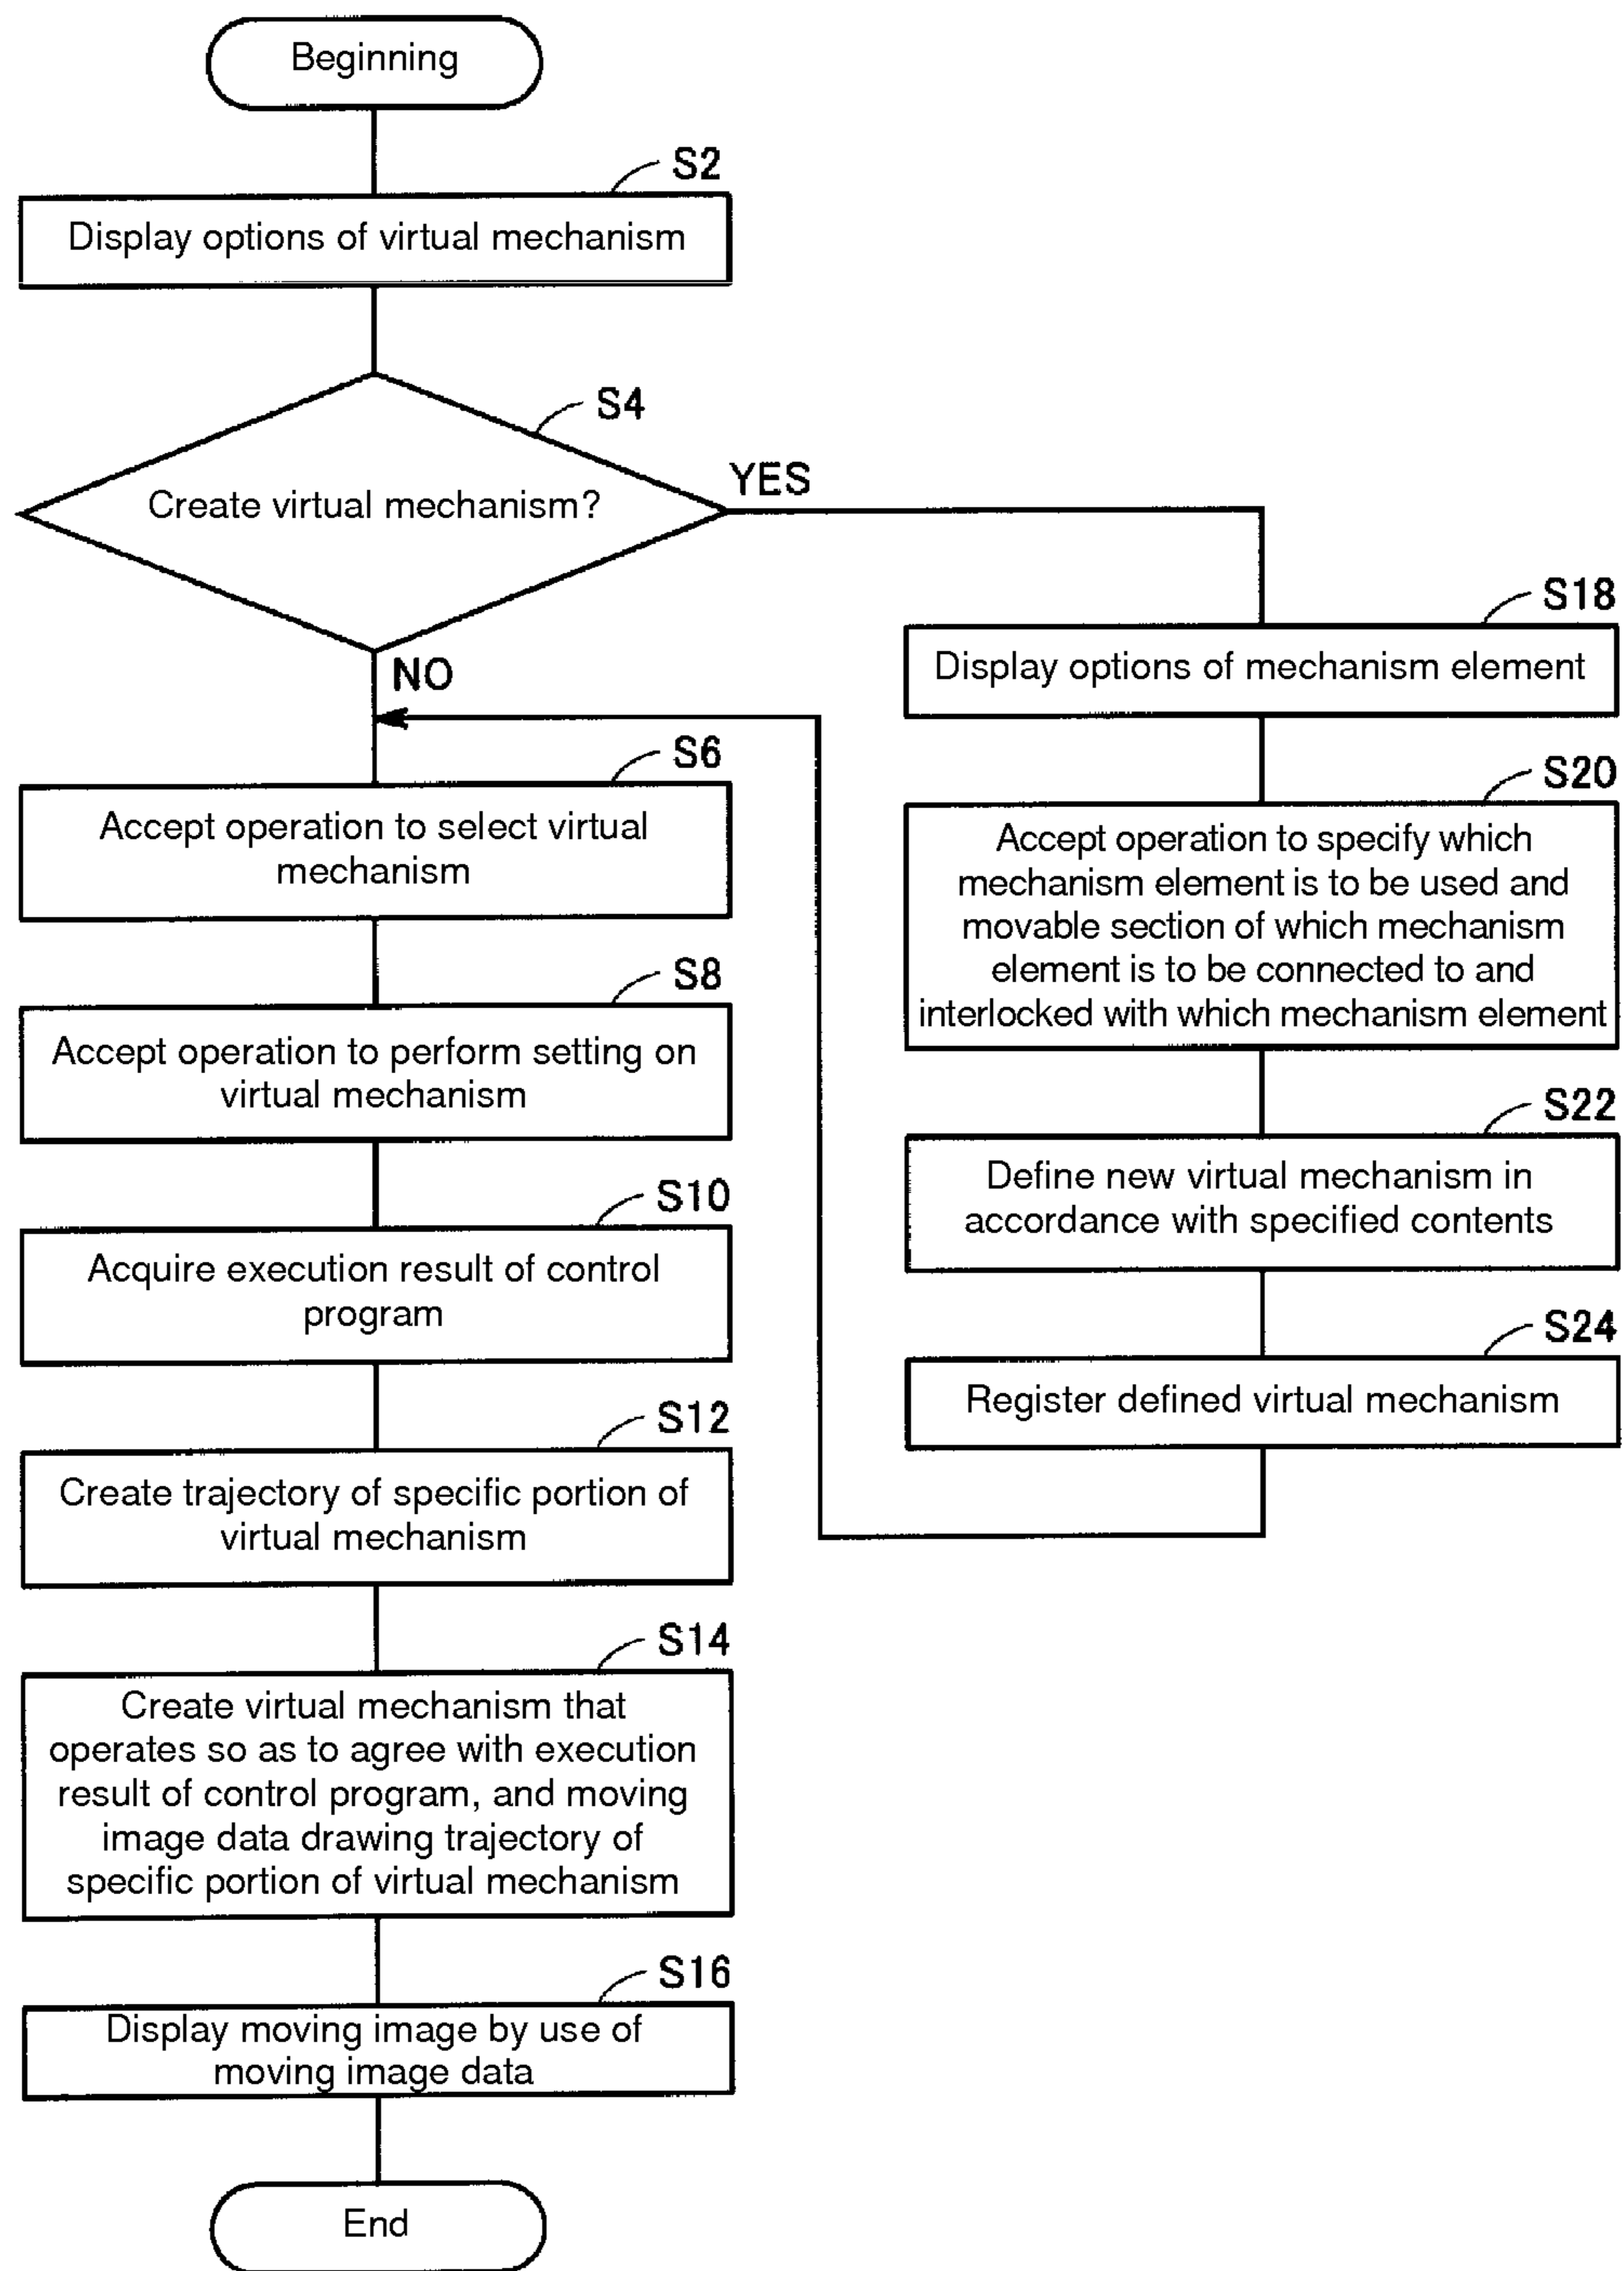 Beginning
S2
Display options of virtual mechanism
S4
Create virtual mechanism?
YES
NO
S6
Accept operation to select virtual
mechanism
S8
Accept operation to perform setting on
virtual mechanism
S10
Acquire execution result of control
program
S12
Create trajectory of specific portion of
virtual mechanism
S14
Create virtual mechanism that
operates so as to agree with execution
result of control program, and moving
image data drawing trajectory of
specific portion of virtual mechanism
S16
Display moving image by use of
moving image data
End
S18
Display options of mechanism element
S20
Accept operation to specify which
mechanism element is to be used and
movable section of which mechanism
element is to be connected to and
interlocked with which mechanism element
S22
Define new virtual mechanism in
accordance with specified contents
S24
Register defined virtual mechanism